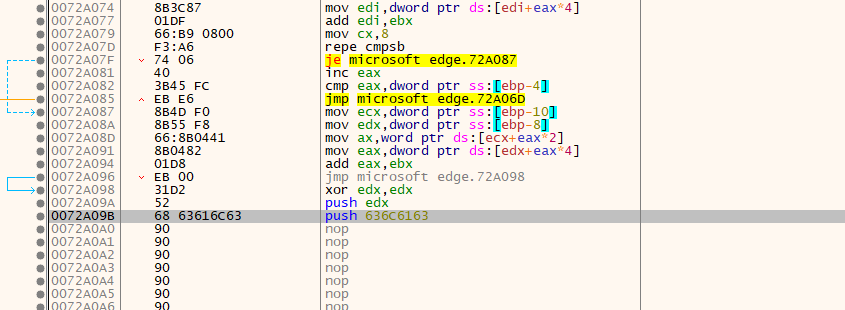 0072A074 8B3C87 mov edi,dword ptr ds:[edi+eax*4]
0072A077 01DF add edi,ebx
0072A079 66:B9 0800 mov cx,8
0072A07D F3:A6 repe cmpsb
0072A07F 74 06 je microsoft edge.72A087
0072A081 40 inc eax
0072A082 3B45 FC cmp eax,dword ptr ss:[ebp-4]
0072A085 EB E6 jmp microsoft edge.72A06D
0072A087 8B4D F0 mov ecx,dword ptr ss:[ebp-10]
0072A08A 8B55 F8 mov edx,dword ptr ss:[ebp-8]
0072A08D 66:8B0441 mov ax,word ptr ds:[ecx+eax*2]
0072A091 8B0482 mov eax,dword ptr ds:[edx+eax*4]
0072A094 01D8 add eax,ebx
0072A096 EB 00 jmp microsoft edge.72A098
0072A098 31D2 xor edx,edx
0072A09A 52 push edx
0072A09B 68 63616C63 push 636C6163
0072A0A0 90 nop
0072A0A1 90 nop
0072A0A2 90 nop
0072A0A3 90 nop
0072A0A4 90 nop
0072A0A5 90 nop
0072A0A6 90 nop